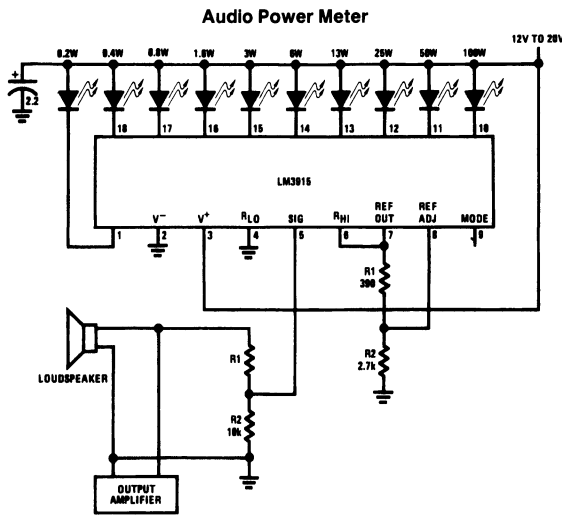 Audio Power Meter
12V TO 20V
0.2W 0.4W 0.8W 1.6W 3W 6W 13W 25W 50W 100W
+
2.2
18 17 16 15 14 13 12 11 10
LM3915
V⁻ V⁺ RLO SIG RHI REF OUT REF ADJ MODE
1 2 3 4 5 6 7 8 9
R1
390
R2
2.7k
LOUDSPEAKER
R1
R2
10k
OUTPUT
AMPLIFIER